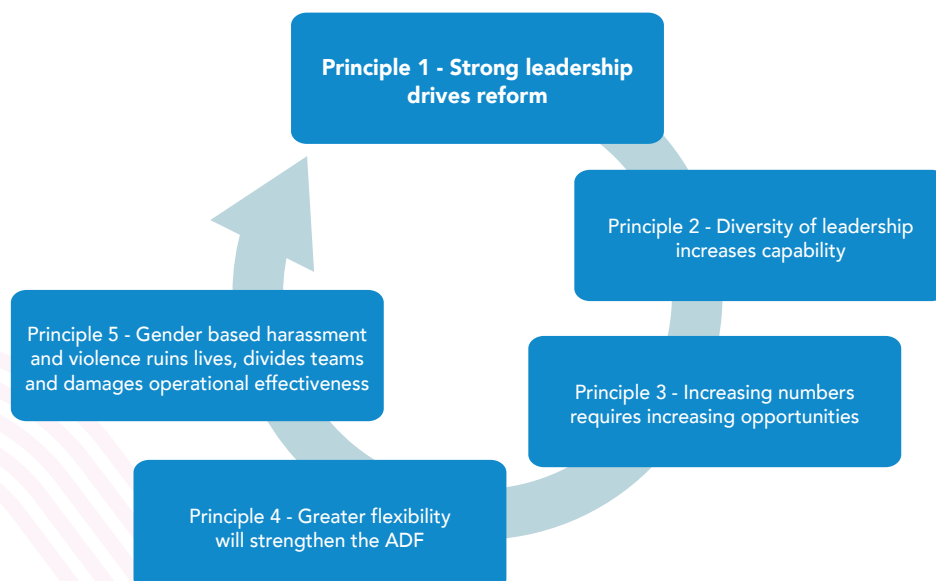 Principle 1 - Strong leadership
drives reform
Principle 2 - Diversity of leadership
increases capability
Principle 3 - Increasing numbers
requires increasing opportunities
Principle 4 - Greater flexibility
will strengthen the ADF
Principle 5 - Gender based harassment
and violence ruins lives, divides teams
and damages operational effectiveness